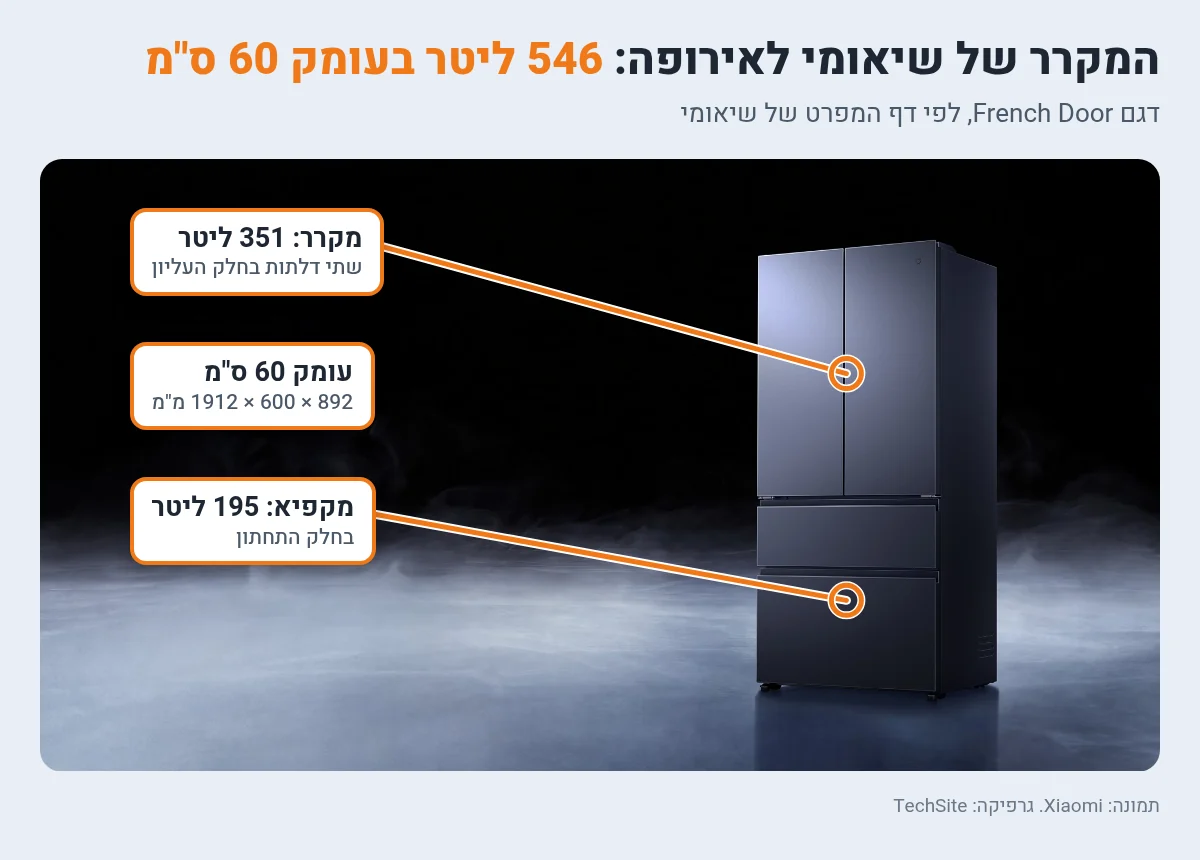 המקרר של שיאומי לאירופה: 546 ליטר בעומק 60 ס"מ
דגם French Door, לפי דף המפרט של שיאומי
מקרר: 351 ליטר
שתי דלתות בחלק העליון
עומק 60 ס"מ
892 × 600 × 1912 מ"מ
מקפיא: 195 ליטר
בחלק התחתון
תמונה: Xiaomi. גרפיקה: TechSite